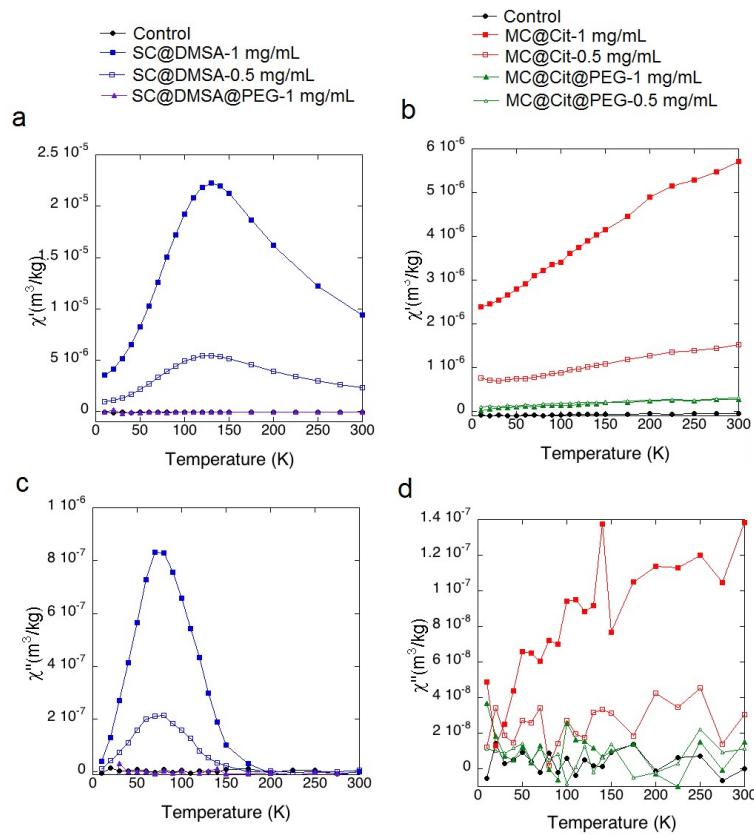 Control
SC@DMSA-1 mg/mL
SC@DMSA-0.5 mg/mL
SC@DMSA@PEG-1 mg/mL
Control
MC@Cit-1 mg/mL
MC@Cit-0.5 mg/mL
MC@Cit@PEG-1 mg/mL
MC@Cit@PEG-0.5 mg/mL
a
2.5 10⁻⁵
2 10⁻⁵
1.5 10⁻⁵
1 10⁻⁵
5 10⁻⁶
0
χ'(m³/kg)
0 50 100 150 200 250 300
Temperature (K)
b
6 10⁻⁶
5 10⁻⁶
4 10⁻⁶
3 10⁻⁶
2 10⁻⁶
1 10⁻⁶
0
χ'(m³/kg)
0 50 100 150 200 250 300
Temperature (K)
c
1 10⁻⁶
8 10⁻⁷
6 10⁻⁷
4 10⁻⁷
2 10⁻⁷
0
χ"(m³/kg)
0 50 100 150 200 250 300
Temperature (K)
d
1.4 10⁻⁷
1.2 10⁻⁷
1 10⁻⁷
8 10⁻⁸
6 10⁻⁸
4 10⁻⁸
2 10⁻⁸
0
χ"(m³/kg)
0 50 100 150 200 250 300
Temperature (K)